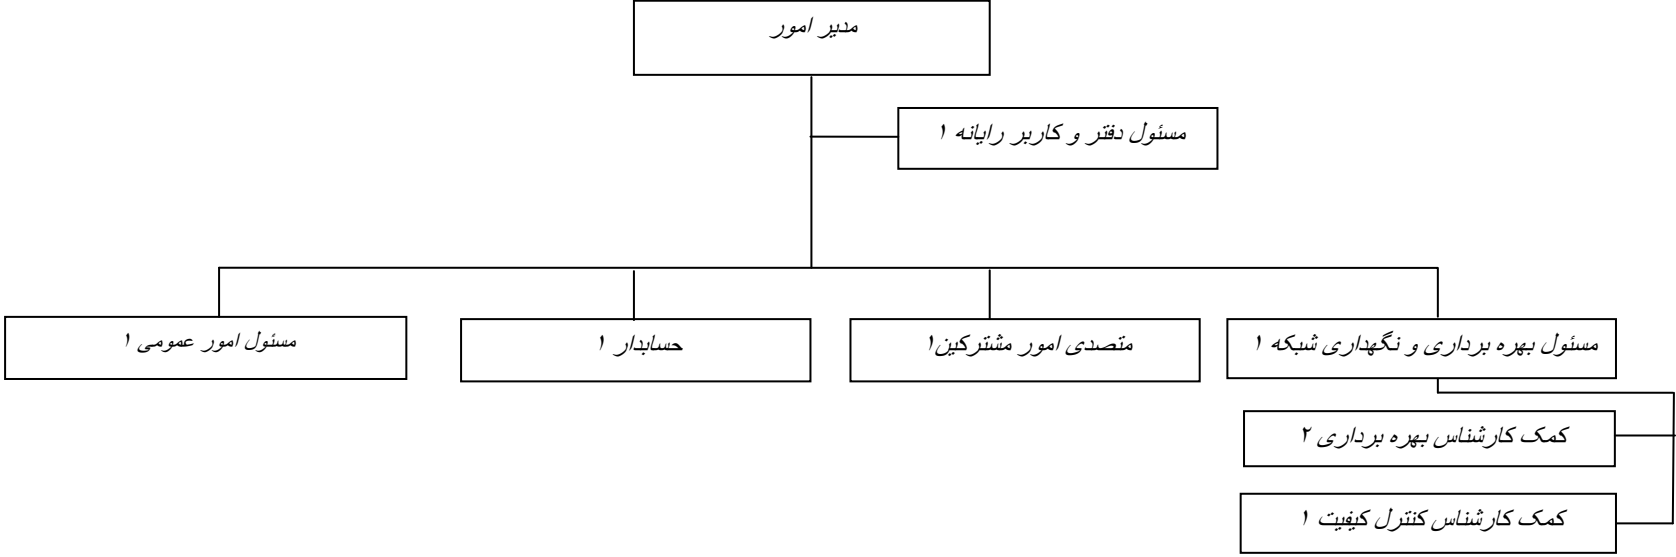 مدیر امور
مسئول دفتر و کاربر رایانه ۱
مسئول بهره برداری و نگهداری شبکه ۱
متصدی امور مشترکین۱
حسابدار ۱
مسئول امور عمومی ۱
کمک کارشناس بهره برداری ۲
کمک کارشناس کنترل کیفیت ۱